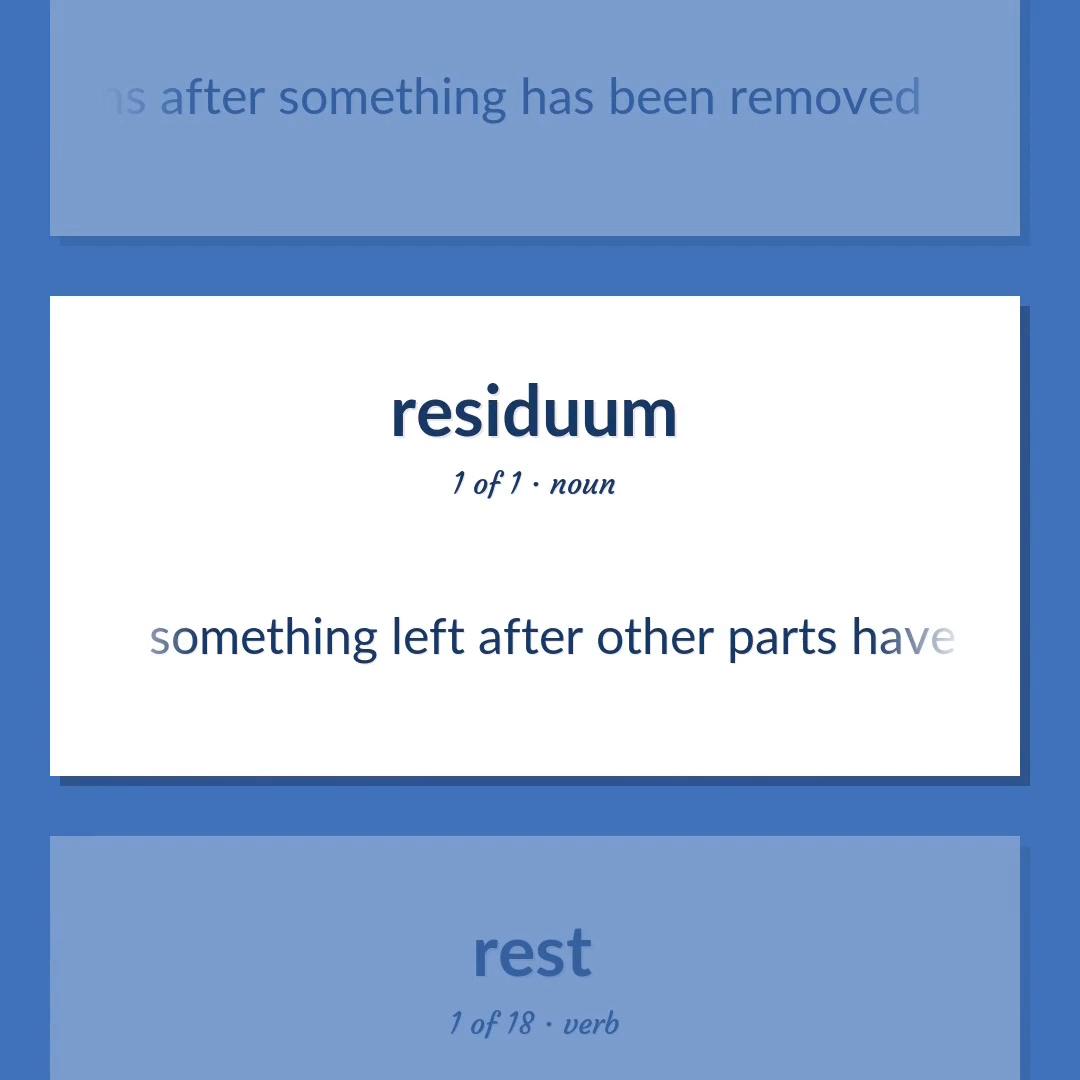 after something has been removed
residuum
1 of 1 · noun
something left after other parts have
rest
1 of 18 · verb